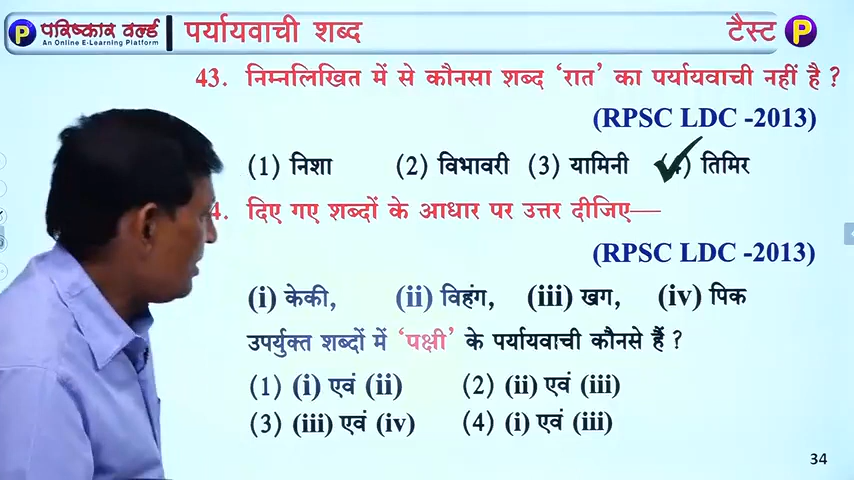 P परिष्कार वर्ल्ड
An Online E-Learning Platform
पर्यायवाची शब्द
टैस्ट P
43. निम्नलिखित में से कौनसा शब्द 'रात' का पर्यायवाची नहीं है ?
(RPSC LDC -2013)
(1) निशा (2) विभावरी (3) यामिनी (4) तिमिर
4. दिए गए शब्दों के आधार पर उत्तर दीजिए—
(RPSC LDC -2013)
(i) केकी, (ii) विहंग, (iii) खग, (iv) पिक
उपर्युक्त शब्दों में 'पक्षी' के पर्यायवाची कौनसे हैं ?
(1) (i) एवं (ii) (2) (ii) एवं (iii)
(3) (iii) एवं (iv) (4) (i) एवं (iii)
34